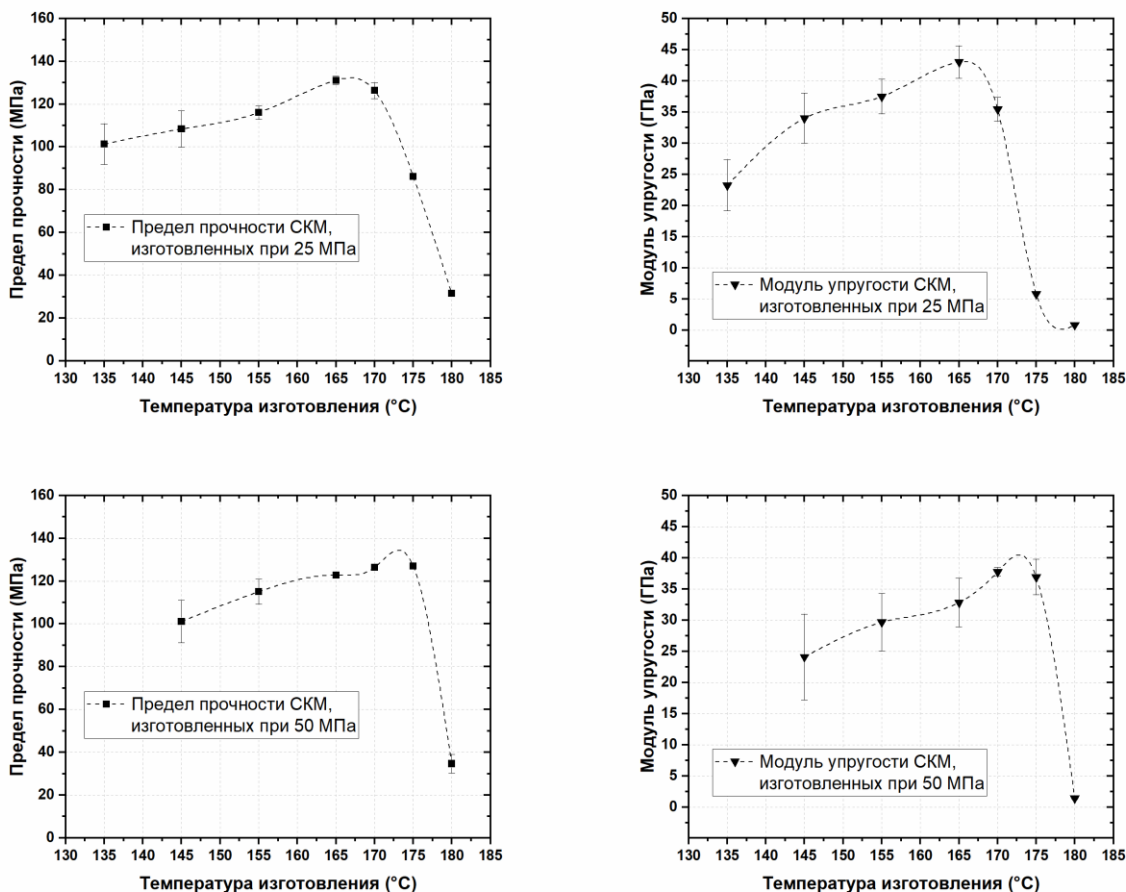 160
140
120
100
80
60
40
20
0
Предел прочности (МПа)
Предел прочности СКМ,
изготовленных при 25 МПа
130 135 140 145 150 155 160 165 170 175 180 185
Температура изготовления (°C)
50
45
40
35
30
25
20
15
10
5
0
Модуль упругости (ГПа)
Модуль упругости СКМ,
изготовленных при 25 МПа
130 135 140 145 150 155 160 165 170 175 180 185
Температура изготовления (°C)
160
140
120
100
80
60
40
20
0
Предел прочности (МПа)
Предел прочности СКМ,
изготовленных при 50 МПа
130 135 140 145 150 155 160 165 170 175 180 185
Температура изготовления (°C)
50
45
40
35
30
25
20
15
10
5
0
Модуль упругости (ГПа)
Модуль упругости СКМ,
изготовленных при 50 МПа
130 135 140 145 150 155 160 165 170 175 180 185
Температура изготовления (°C)